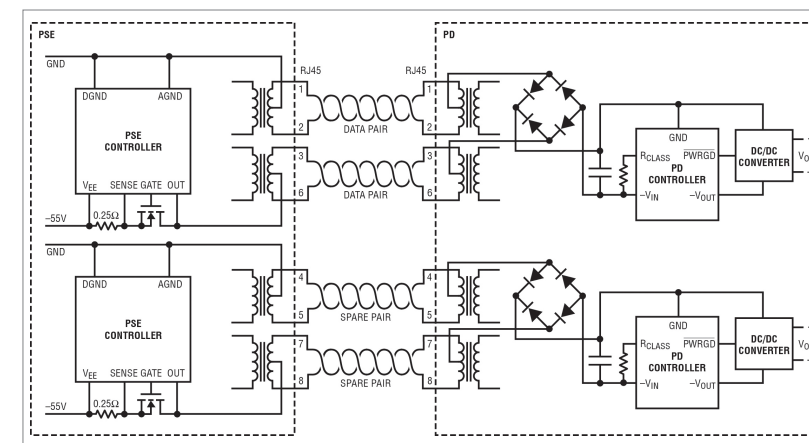 PSE
PD
GND
RJ45
RJ45
DGND
AGND
PSE
CONTROLLER
VEE
SENSE
GATE
OUT
–55V
0.25Ω
1
2
DATA PAIR
1
2
3
6
DATA PAIR
3
6
GND
RCLASS
PWRGD
PD
CONTROLLER
–VIN
–VOUT
DC/DC
CONVERTER
GND
DGND
AGND
PSE
CONTROLLER
VEE
SENSE
GATE
OUT
–55V
0.25Ω
4
5
SPARE PAIR
4
5
7
8
SPARE PAIR
7
8
GND
RCLASS
PWRGD
PD
CONTROLLER
–VIN
–VOUT
DC/DC
CONVERTER